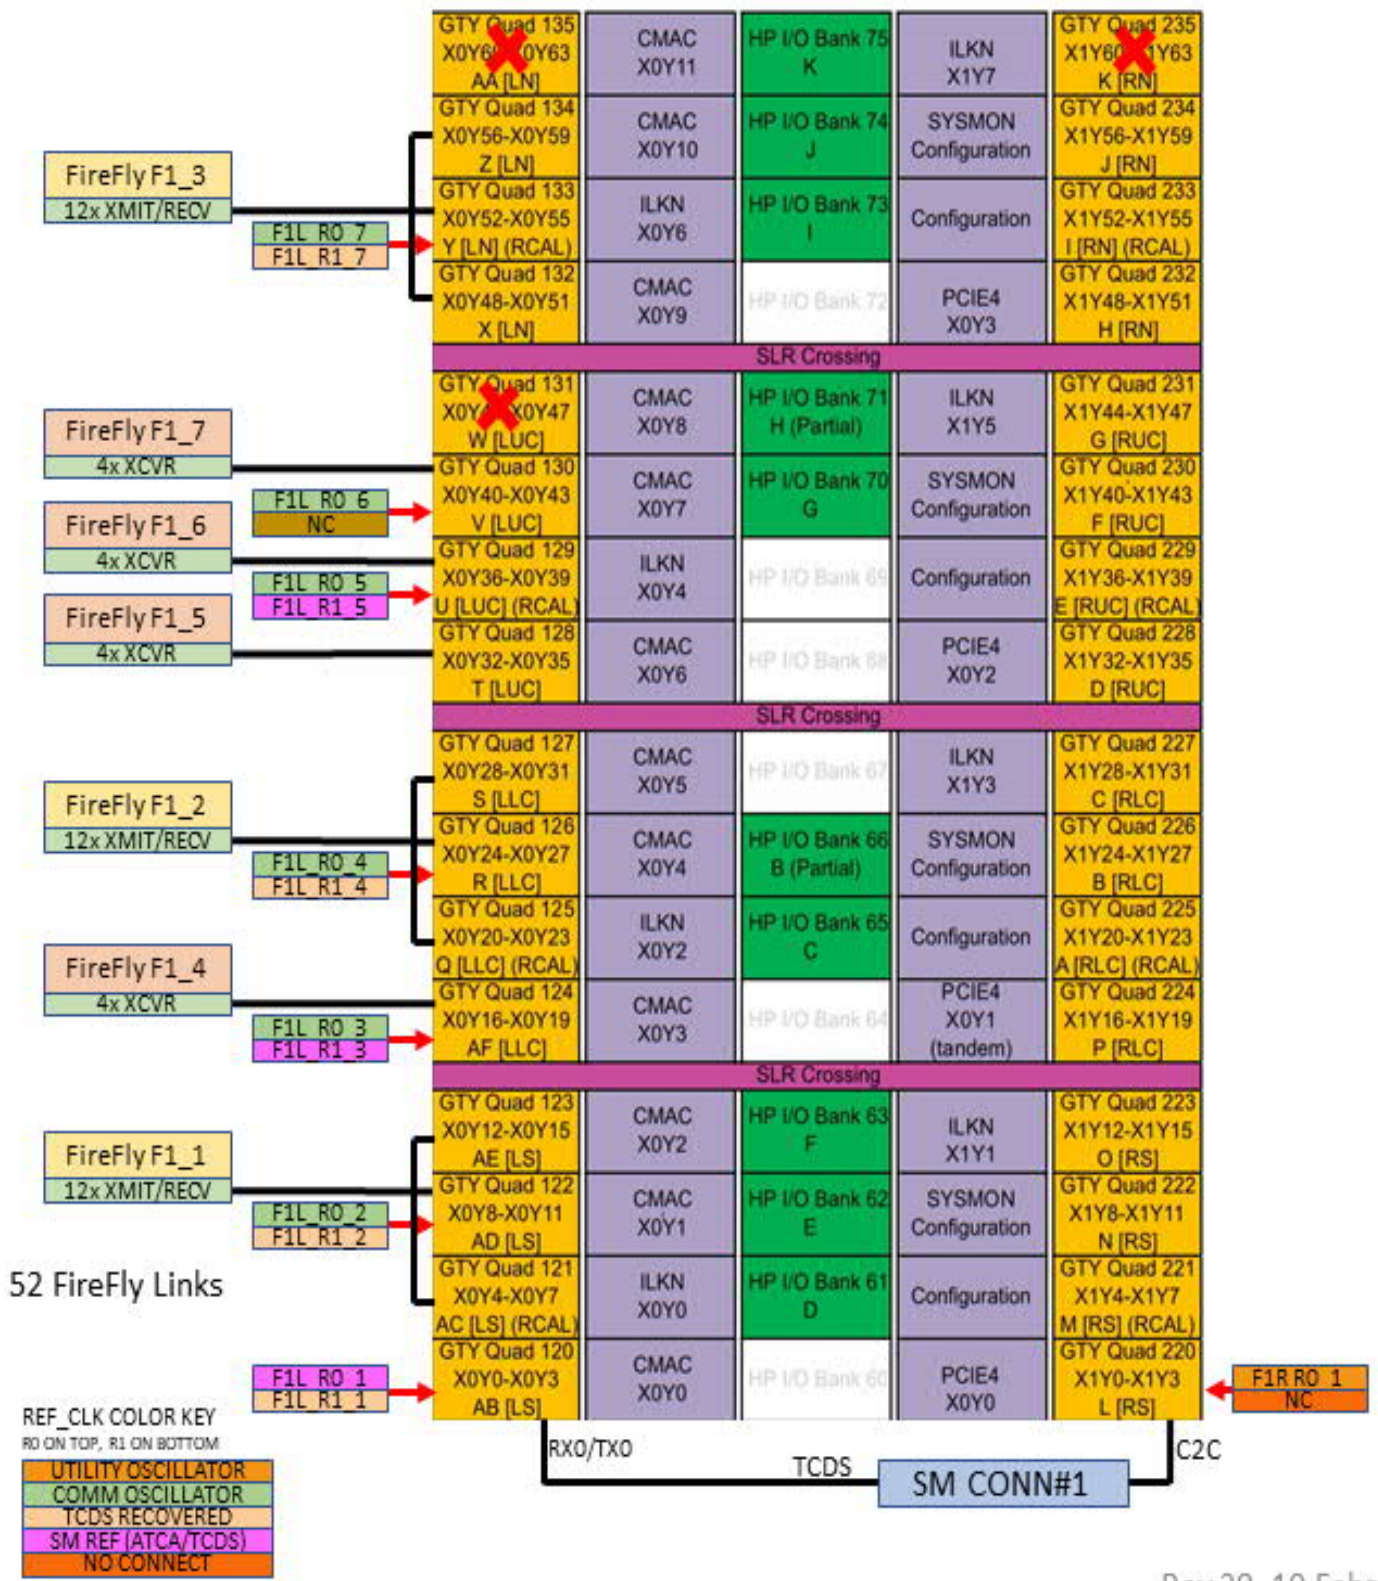 GTY Quad 135
X0Y6 0Y63
AA [LN]
CMAC
X0Y11
HP I/O Bank 75
K
ILKN
X1Y7
GTY Quad 235
X1Y60 1Y63
K [RN]
GTY Quad 134
X0Y56-X0Y59
Z [LN]
CMAC
X0Y10
HP I/O Bank 74
J
SYSMON
Configuration
GTY Quad 234
X1Y56-X1Y59
J [RN]
FireFly F1_3
12x XMIT/RECV
F1L_R0_7
F1L_R1_7
GTY Quad 133
X0Y52-X0Y55
Y [LN] (RCAL)
ILKN
X0Y6
HP I/O Bank 73
I
Configuration
GTY Quad 233
X1Y52-X1Y55
I [RN] (RCAL)
GTY Quad 132
X0Y48-X0Y51
X [LN]
CMAC
X0Y9
HP I/O Bank 72
PCIE4
X0Y3
GTY Quad 232
X1Y48-X1Y51
H [RN]
SLR Crossing
GTY Quad 131
X0Y4 X0Y47
W [LUC]
CMAC
X0Y8
HP I/O Bank 71
H (Partial)
ILKN
X1Y5
GTY Quad 231
X1Y44-X1Y47
G [RUC]
FireFly F1_7
4x XCVR
F1L_R0_6
NC
GTY Quad 130
X0Y40-X0Y43
V [LUC]
CMAC
X0Y7
HP I/O Bank 70
G
SYSMON
Configuration
GTY Quad 230
X1Y40-X1Y43
F [RUC]
FireFly F1_6
4x XCVR
F1L_R0_5
F1L_R1_5
GTY Quad 129
X0Y36-X0Y39
U [LUC] (RCAL)
ILKN
X0Y4
HP I/O Bank 69
Configuration
GTY Quad 229
X1Y36-X1Y39
E [RUC] (RCAL)
FireFly F1_5
4x XCVR
GTY Quad 128
X0Y32-X0Y35
T [LUC]
CMAC
X0Y6
HP I/O Bank 68
PCIE4
X0Y2
GTY Quad 228
X1Y32-X1Y35
D [RUC]
SLR Crossing
GTY Quad 127
X0Y28-X0Y31
S [LLC]
CMAC
X0Y5
HP I/O Bank 67
ILKN
X1Y3
GTY Quad 227
X1Y28-X1Y31
C [RLC]
FireFly F1_2
12x XMIT/RECV
F1L_R0_4
F1L_R1_4
GTY Quad 126
X0Y24-X0Y27
R [LLC]
CMAC
X0Y4
HP I/O Bank 66
B (Partial)
SYSMON
Configuration
GTY Quad 226
X1Y24-X1Y27
B [RLC]
GTY Quad 125
X0Y20-X0Y23
Q [LLC] (RCAL)
ILKN
X0Y2
HP I/O Bank 65
C
Configuration
GTY Quad 225
X1Y20-X1Y23
A [RLC] (RCAL)
FireFly F1_4
4x XCVR
F1L_R0_3
F1L_R1_3
GTY Quad 124
X0Y16-X0Y19
AF [LLC]
CMAC
X0Y3
HP I/O Bank 64
PCIE4
X0Y1
(tandem)
GTY Quad 224
X1Y16-X1Y19
P [RLC]
SLR Crossing
GTY Quad 123
X0Y12-X0Y15
AE [LS]
CMAC
X0Y2
HP I/O Bank 63
F
ILKN
X1Y1
GTY Quad 223
X1Y12-X1Y15
O [RS]
FireFly F1_1
12x XMIT/RECV
F1L_R0_2
F1L_R1_2
GTY Quad 122
X0Y8-X0Y11
AD [LS]
CMAC
X0Y1
HP I/O Bank 62
E
SYSMON
Configuration
GTY Quad 222
X1Y8-X1Y11
N [RS]
52 FireFly Links
GTY Quad 121
X0Y4-X0Y7
AC [LS] (RCAL)
ILKN
X0Y0
HP I/O Bank 61
D
Configuration
GTY Quad 221
X1Y4-X1Y7
M [RS] (RCAL)
F1L_R0_1
F1L_R1_1
GTY Quad 120
X0Y0-X0Y3
AB [LS]
CMAC
X0Y0
HP I/O Bank 60
PCIE4
X0Y0
GTY Quad 220
X1Y0-X1Y3
L [RS]
F1R R0_1
NC
RX0/TX0
TCDS
SM CONN#1
C2C
REF_CLK COLOR KEY
R0 ON TOP, R1 ON BOTTOM
UTILITY OSCILLATOR
COMM OSCILLATOR
TCDS RECOVERED
SM REF (ATCA/TCDS)
NO CONNECT